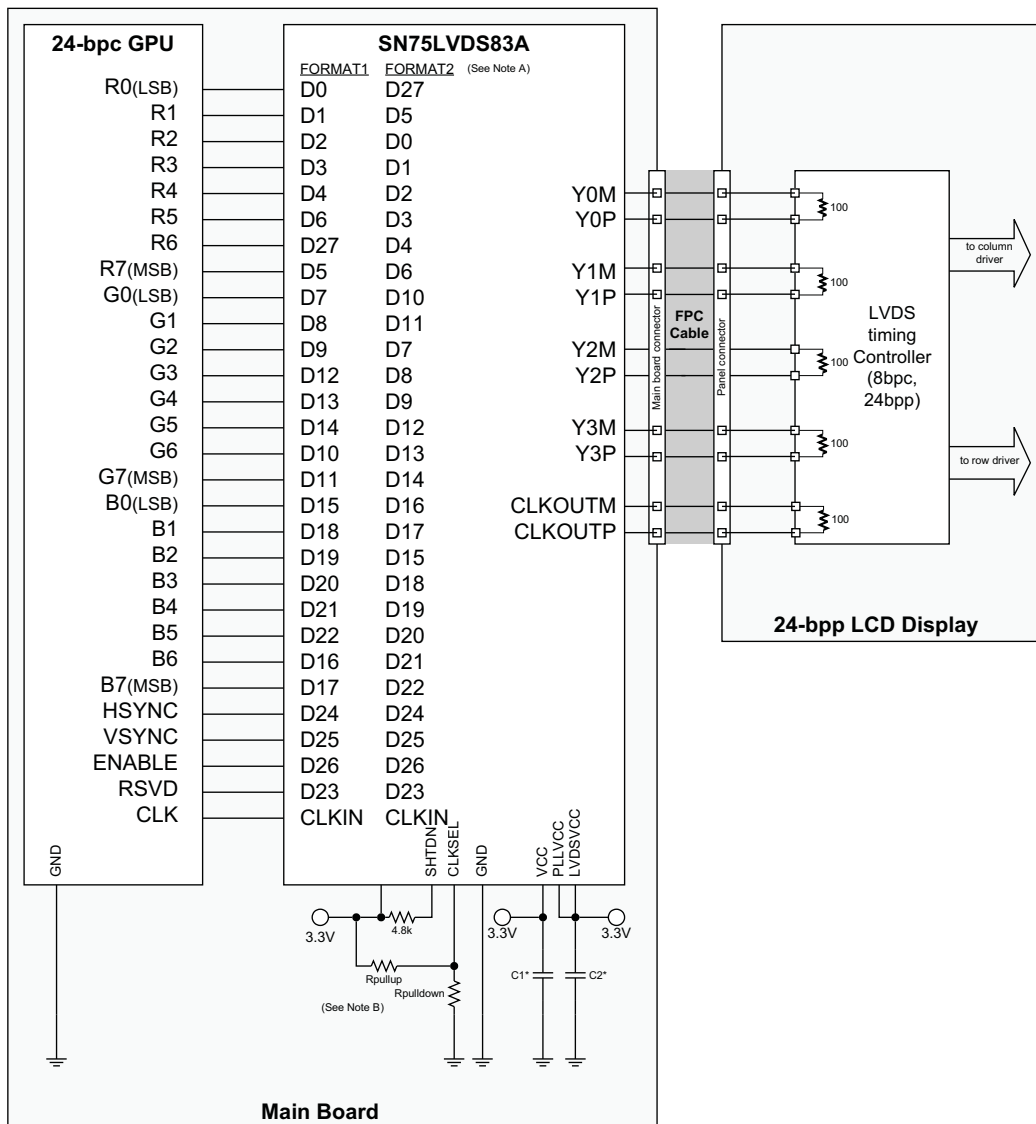 24-bpc GPU
SN75LVDS83A
FORMAT1 FORMAT2 (See Note A)
R0(LSB) D0 D27
R1 D1 D5
R2 D2 D0
R3 D3 D1
R4 D4 D2
R5 D6 D3
R6 D27 D4
R7(MSB) D5 D6
G0(LSB) D7 D10
G1 D8 D11
G2 D9 D7
G3 D12 D8
G4 D13 D9
G5 D14 D12
G6 D10 D13
G7(MSB) D11 D14
B0(LSB) D15 D16
B1 D18 D17
B2 D19 D15
B3 D20 D18
B4 D21 D19
B5 D22 D20
B6 D16 D21
B7(MSB) D17 D22
HSYNC D24 D24
VSYNC D25 D25
ENABLE D26 D26
RSVD D23 D23
CLK CLKIN CLKIN
GND
SHTDN
CLKSEL
GND
VCC
PLLVCC
LVDSVCC
Y0M
Y0P
Y1M
Y1P
Y2M
Y2P
Y3M
Y3P
CLKOUTM
CLKOUTP
Main board connector
FPC
Cable
Panel connector
100
100
100
100
100
LVDS
timing
Controller
(8bpc,
24bpp)
to column
driver
to row driver
24-bpp LCD Display
3.3V
4.8k
Rpullup
Rpulldown
(See Note B)
3.3V
3.3V
C1*
C2*
Main Board